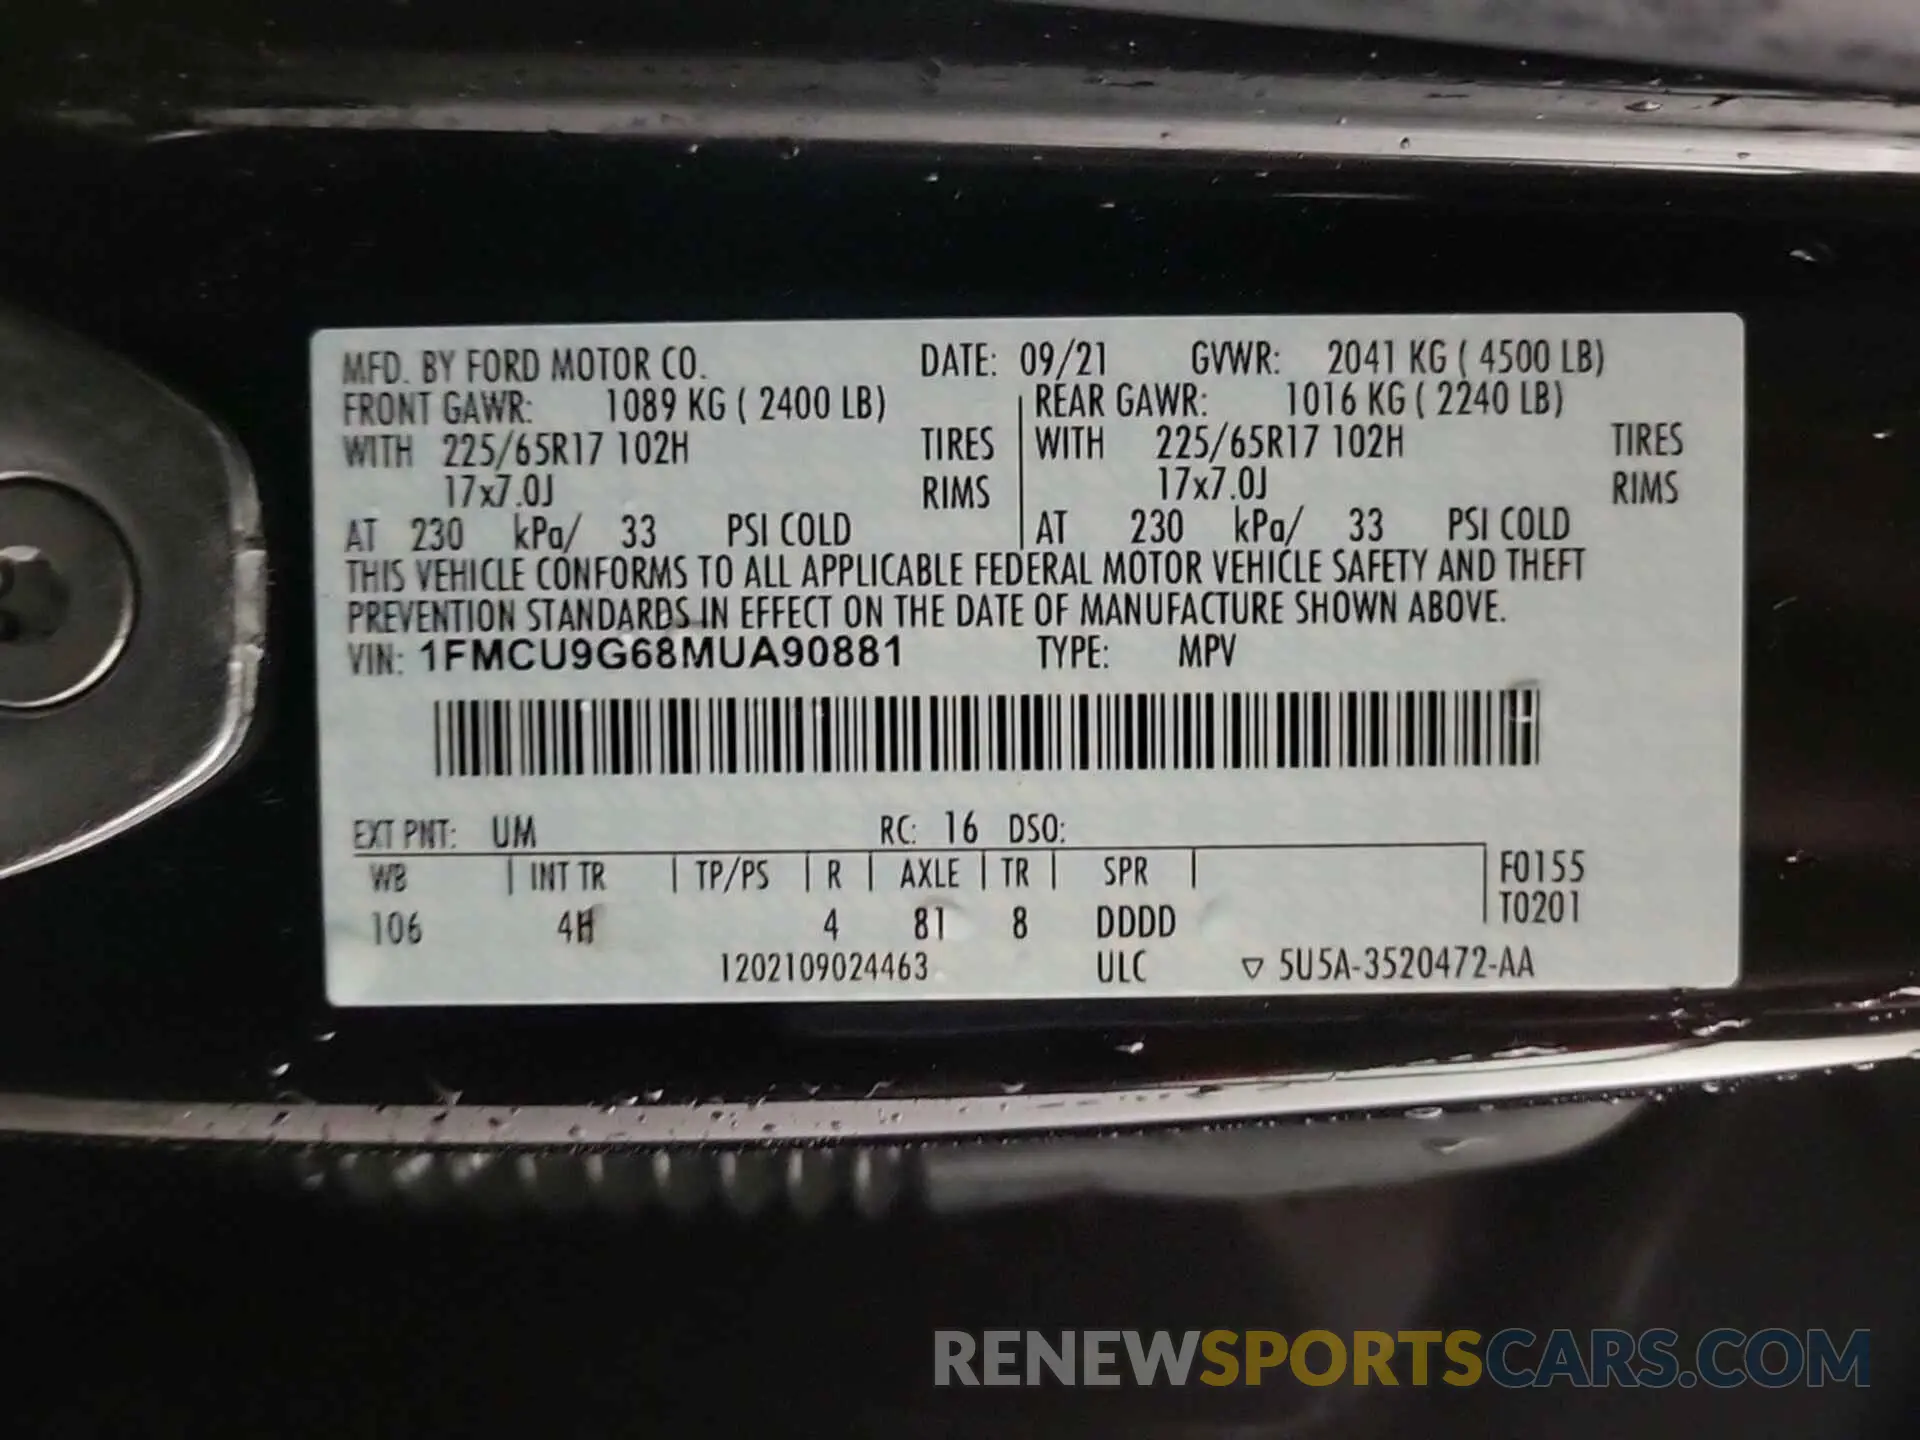 MFD. BY FORD MOTOR CO. DATE: 09/21 GVWR: 2041 KG ( 4500 LB)
FRONT GAWR: 1089 KG ( 2400 LB) REAR GAWR: 1016 KG ( 2240 LB)
WITH 225/65R17 102H TIRES WITH 225/65R17 102H TIRES
17x7.0J RIMS 17x7.0J RIMS
AT 230 kPa/ 33 PSI COLD AT 230 kPa/ 33 PSI COLD
THIS VEHICLE CONFORMS TO ALL APPLICABLE FEDERAL MOTOR VEHICLE SAFETY AND THEFT
PREVENTION STANDARDS IN EFFECT ON THE DATE OF MANUFACTURE SHOWN ABOVE.
VIN: 1FMCU9G68MUA90881 TYPE: MPV
EXT PNT: UM RC: 16 DSO:
WB INT TR TP/PS R AXLE TR SPR F0155
106 4H 4 81 8 DDDD T0201
1202109024463 ULC ▽ 5U5A-3520472-AA
RENEWSPORTSCARS.COM